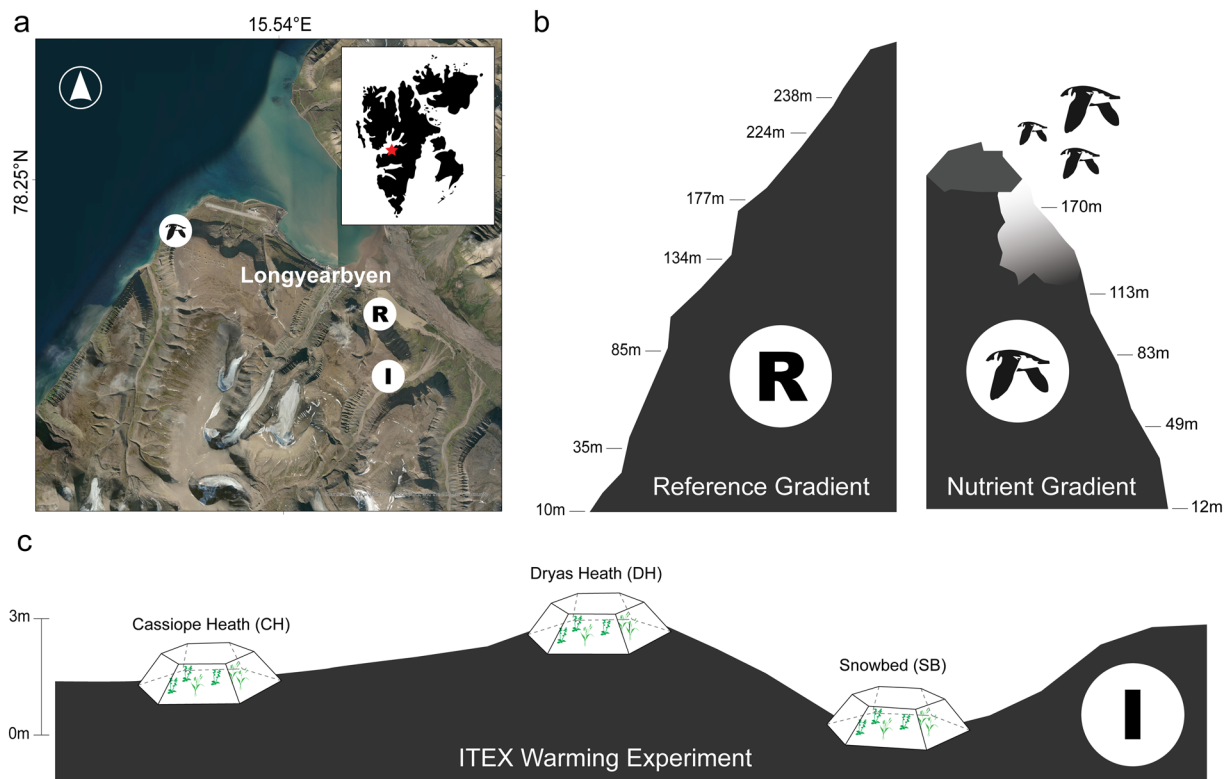 a
15.54°E
78.25°N
Longyearbyen
R
I
b
238m
224m
177m
134m
85m
35m
10m
R
Reference Gradient
170m
113m
83m
49m
12m
Nutrient Gradient
c
3m
0m
Cassiope Heath (CH)
Dryas Heath (DH)
Snowbed (SB)
ITEX Warming Experiment
I